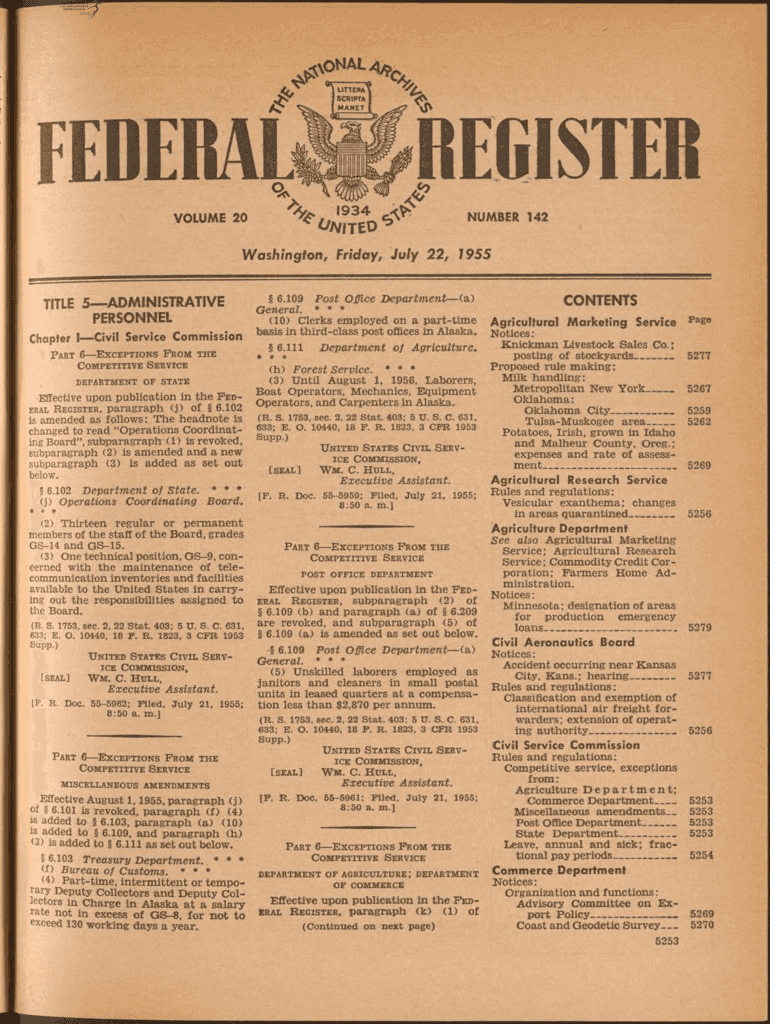 THE NATIONAL ARCHIVES
LITTERA
SCRIPTA
MANET
FEDERAL REGISTER
1934
OF THE UNITED STATES
VOLUME 20
NUMBER 142
Washington, Friday, July 22, 1955
TITLE 5—ADMINISTRATIVE
PERSONNEL
Chapter I—Civil Service Commission
PART 6—EXCEPTIONS FROM THE
COMPETITIVE SERVICE
DEPARTMENT OF STATE
Effective upon publication in the FED-
ERAL REGISTER, paragraph (j) of § 6.102
is amended as follows: The headnote is
changed to read "Operations Coordinat-
ing Board", subparagraph (1) is revoked,
subparagraph (2) is amended and a new
subparagraph (3) is added as set out
below.
§ 6.102 Department of State. * * *
(j) Operations Coordinating Board.
* * *
(2) Thirteen regular or permanent
members of the staff of the Board, grades
GS-14 and GS-15.
(3) One technical position, GS-9, con-
cerned with the maintenance of tele-
communication inventories and facilities
available to the United States in carry-
ing out the responsibilities assigned to
the Board.
(R. S. 1753, sec. 2, 22 Stat. 403; 5 U. S. C. 631,
633; E. O. 10440, 18 F. R. 1823, 3 CFR 1953
Supp.)
UNITED STATES CIVIL SERV-
ICE COMMISSION,
[SEAL] WM. C. HULL,
Executive Assistant.
[F. R. Doc. 55-5962; Filed, July 21, 1955;
8:50 a. m.]
PART 6—EXCEPTIONS FROM THE
COMPETITIVE SERVICE
MISCELLANEOUS AMENDMENTS
Effective August 1, 1955, paragraph (j)
of § 6.101 is revoked, paragraph (f) (4)
is added to § 6.103, paragraph (a) (10)
is added to § 6.109, and paragraph (h)
(3) is added to § 6.111 as set out below.
§ 6.103 Treasury Department. * * *
(f) Bureau of Customs. * * *
(4) Part-time, intermittent or tempo-
rary Deputy Collectors and Deputy Col-
lectors in Charge in Alaska at a salary
rate not in excess of GS-8, for not to
exceed 130 working days a year.
§ 6.109 Post Office Department—(a)
General. * * *
(10) Clerks employed on a part-time
basis in third-class post offices in Alaska.
§ 6.111 Department of Agriculture.
* * *
(h) Forest Service. * * *
(3) Until August 1, 1956, Laborers,
Boat Operators, Mechanics, Equipment
Operators, and Carpenters in Alaska.
(R. S. 1753, sec. 2, 22 Stat. 403; 5 U. S. C. 631,
633; E. O. 10440, 18 F. R. 1823, 3 CFR 1953
Supp.)
UNITED STATES CIVIL SERV-
ICE COMMISSION,
[SEAL] WM. C. HULL,
Executive Assistant.
[F. R. Doc. 55-5959; Filed, July 21, 1955;
8:50 a. m.]
PART 6—EXCEPTIONS FROM THE
COMPETITIVE SERVICE
POST OFFICE DEPARTMENT
Effective upon publication in the FED-
ERAL REGISTER, subparagraph (2) of
§ 6.109 (b) and paragraph (a) of § 6.209
are revoked, and subparagraph (5) of
§ 6.109 (a) is amended as set out below.
§ 6.109 Post Office Department—(a)
General. * * *
(5) Unskilled laborers employed as
janitors and cleaners in small postal
units in leased quarters at a compensa-
tion less than $2,870 per annum.
(R. S. 1753, sec. 2, 22 Stat. 403; 5 U. S. C. 631,
633; E. O. 10440, 18 F. R. 1823, 3 CFR 1953
Supp.)
UNITED STATES CIVIL SERV-
ICE COMMISSION,
[SEAL] WM. C. HULL,
Executive Assistant.
[F. R. Doc. 55-5961; Filed, July 21, 1955;
8:50 a. m.]
PART 6—EXCEPTIONS FROM THE
COMPETITIVE SERVICE
DEPARTMENT OF AGRICULTURE; DEPARTMENT
OF COMMERCE
Effective upon publication in the FED-
ERAL REGISTER, paragraph (k) (1) of
(Continued on next page)
CONTENTS
Agricultural Marketing Service Page
Notices:
Knickman Livestock Sales Co.;
posting of stockyards_______ 5277
Proposed rule making:
Milk handling:
Metropolitan New York_____ 5267
Oklahoma:
Oklahoma City___________ 5259
Tulsa-Muskogee area_____ 5262
Potatoes, Irish, grown in Idaho
and Malheur County, Oreg.;
expenses and rate of assess-
ment_______________________ 5269
Agricultural Research Service
Rules and regulations:
Vesicular exanthema; changes
in areas quarantined________ 5256
Agriculture Department
See also Agricultural Marketing
Service; Agricultural Research
Service; Commodity Credit Cor-
poration; Farmers Home Ad-
ministration.
Notices:
Minnesota; designation of areas
for production emergency
loans_______________________ 5279
Civil Aeronautics Board
Notices:
Accident occurring near Kansas
City, Kans.; hearing________ 5277
Rules and regulations:
Classification and exemption of
international air freight for-
warders; extension of operat-
ing authority______________ 5256
Civil Service Commission
Rules and regulations:
Competitive service, exceptions
from:
Agriculture Department;
Commerce Department____ 5253
Miscellaneous amendments__ 5253
Post Office Department______ 5253
State Department___________ 5253
Leave, annual and sick; frac-
tional pay periods__________ 5254
Commerce Department
Notices:
Organization and functions:
Advisory Committee on Ex-
port Policy_______________ 5269
Coast and Geodetic Survey___ 5270
5253